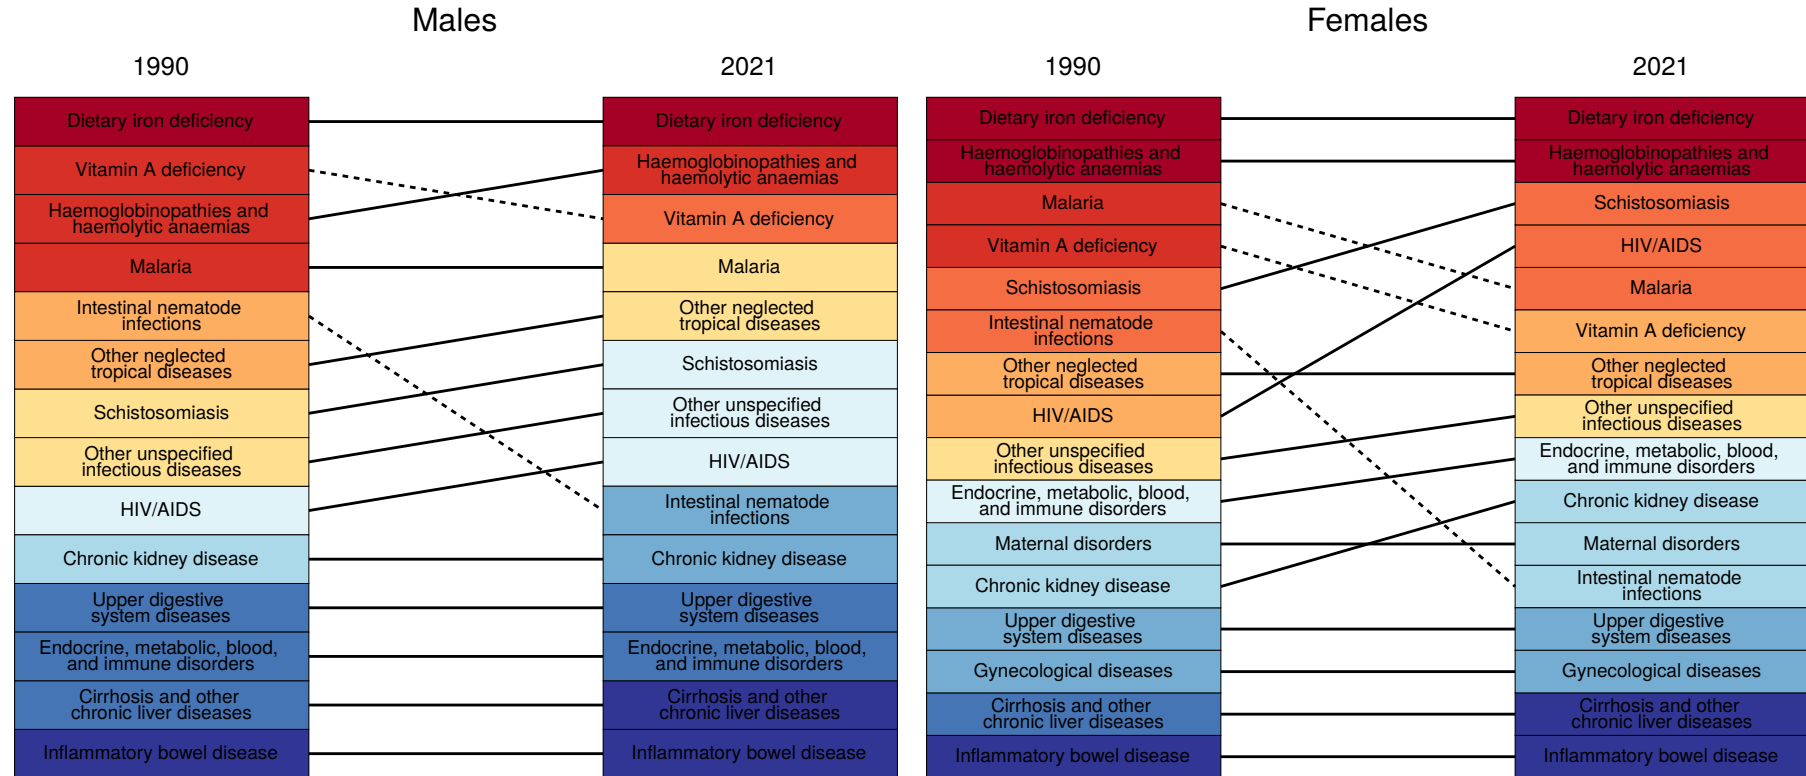 Males
1990
2021
Dietary iron deficiency
Vitamin A deficiency
Haemoglobinopathies and
haemolytic anaemias
Malaria
Intestinal nematode
infections
Other neglected
tropical diseases
Schistosomiasis
Other unspecified
infectious diseases
HIV/AIDS
Chronic kidney disease
Upper digestive
system diseases
Endocrine, metabolic, blood,
and immune disorders
Cirrhosis and other
chronic liver diseases
Inflammatory bowel disease
Dietary iron deficiency
Haemoglobinopathies and
haemolytic anaemias
Vitamin A deficiency
Malaria
Other neglected
tropical diseases
Schistosomiasis
Other unspecified
infectious diseases
HIV/AIDS
Intestinal nematode
infections
Chronic kidney disease
Upper digestive
system diseases
Endocrine, metabolic, blood,
and immune disorders
Cirrhosis and other
chronic liver diseases
Inflammatory bowel disease
Females
1990
2021
Dietary iron deficiency
Haemoglobinopathies and
haemolytic anaemias
Malaria
Vitamin A deficiency
Schistosomiasis
Intestinal nematode
infections
Other neglected
tropical diseases
HIV/AIDS
Other unspecified
infectious diseases
Endocrine, metabolic, blood,
and immune disorders
Maternal disorders
Chronic kidney disease
Upper digestive
system diseases
Gynecological diseases
Cirrhosis and other
chronic liver diseases
Inflammatory bowel disease
Dietary iron deficiency
Haemoglobinopathies and
haemolytic anaemias
Schistosomiasis
HIV/AIDS
Malaria
Vitamin A deficiency
Other neglected
tropical diseases
Other unspecified
infectious diseases
Endocrine, metabolic, blood,
and immune disorders
Chronic kidney disease
Maternal disorders
Intestinal nematode
infections
Upper digestive
system diseases
Gynecological diseases
Cirrhosis and other
chronic liver diseases
Inflammatory bowel disease